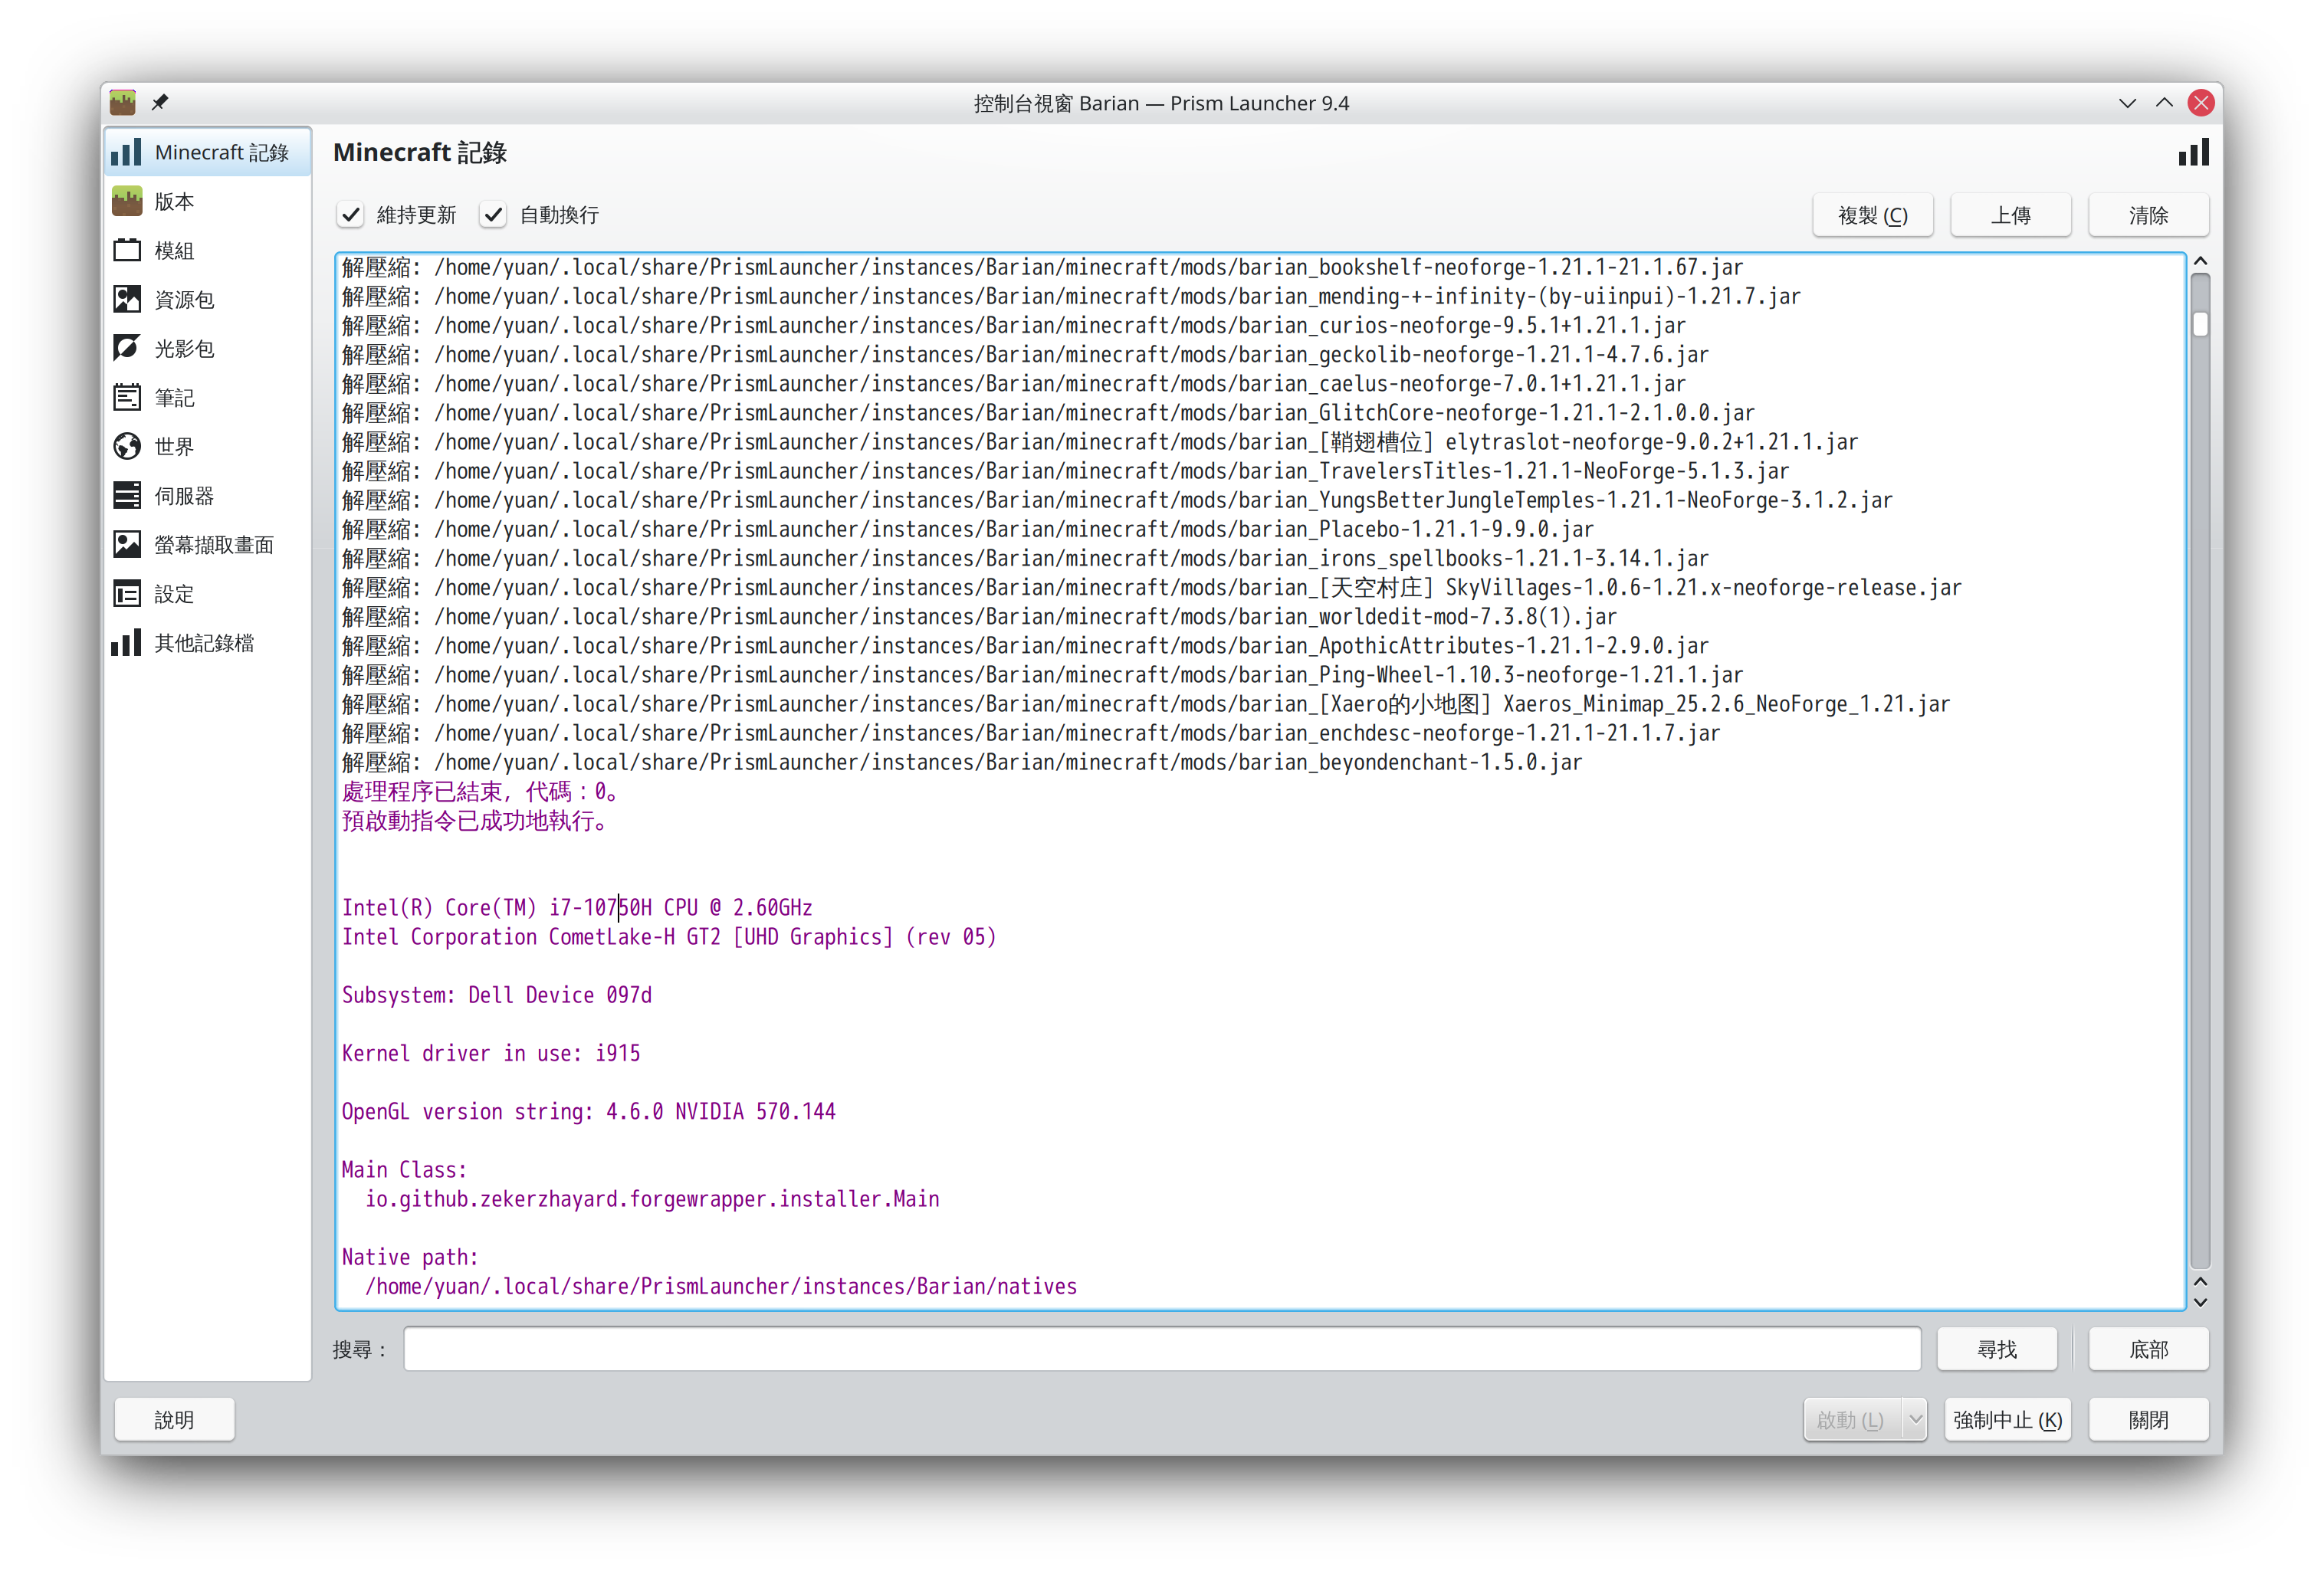 控制台視窗 Barian — Prism Launcher 9.4
Minecraft 記錄
版本
模組
資源包
光影包
筆記
世界
伺服器
螢幕擷取畫面
設定
其他記錄檔
Minecraft 記錄
維持更新 自動換行 複製 (C) 上傳 清除
解壓縮: /home/yuan/.local/share/PrismLauncher/instances/Barian/minecraft/mods/barian_bookshelf-neoforge-1.21.1-21.1.67.jar
解壓縮: /home/yuan/.local/share/PrismLauncher/instances/Barian/minecraft/mods/barian_mending-+-infinity-(by-uiinpui)-1.21.7.jar
解壓縮: /home/yuan/.local/share/PrismLauncher/instances/Barian/minecraft/mods/barian_curios-neoforge-9.5.1+1.21.1.jar
解壓縮: /home/yuan/.local/share/PrismLauncher/instances/Barian/minecraft/mods/barian_geckolib-neoforge-1.21.1-4.7.6.jar
解壓縮: /home/yuan/.local/share/PrismLauncher/instances/Barian/minecraft/mods/barian_caelus-neoforge-7.0.1+1.21.1.jar
解壓縮: /home/yuan/.local/share/PrismLauncher/instances/Barian/minecraft/mods/barian_GlitchCore-neoforge-1.21.1-2.1.0.0.jar
解壓縮: /home/yuan/.local/share/PrismLauncher/instances/Barian/minecraft/mods/barian_[鞘翅槽位] elytraslot-neoforge-9.0.2+1.21.1.jar
解壓縮: /home/yuan/.local/share/PrismLauncher/instances/Barian/minecraft/mods/barian_TravelersTitles-1.21.1-NeoForge-5.1.3.jar
解壓縮: /home/yuan/.local/share/PrismLauncher/instances/Barian/minecraft/mods/barian_YungsBetterJungleTemples-1.21.1-NeoForge-3.1.2.jar
解壓縮: /home/yuan/.local/share/PrismLauncher/instances/Barian/minecraft/mods/barian_Placebo-1.21.1-9.9.0.jar
解壓縮: /home/yuan/.local/share/PrismLauncher/instances/Barian/minecraft/mods/barian_irons_spellbooks-1.21.1-3.14.1.jar
解壓縮: /home/yuan/.local/share/PrismLauncher/instances/Barian/minecraft/mods/barian_[天空村庄] SkyVillages-1.0.6-1.21.x-neoforge-release.jar
解壓縮: /home/yuan/.local/share/PrismLauncher/instances/Barian/minecraft/mods/barian_worldedit-mod-7.3.8(1).jar
解壓縮: /home/yuan/.local/share/PrismLauncher/instances/Barian/minecraft/mods/barian_ApothicAttributes-1.21.1-2.9.0.jar
解壓縮: /home/yuan/.local/share/PrismLauncher/instances/Barian/minecraft/mods/barian_Ping-Wheel-1.10.3-neoforge-1.21.1.jar
解壓縮: /home/yuan/.local/share/PrismLauncher/instances/Barian/minecraft/mods/barian_[Xaero的小地图] Xaeros_Minimap_25.2.6_NeoForge_1.21.jar
解壓縮: /home/yuan/.local/share/PrismLauncher/instances/Barian/minecraft/mods/barian_enchdesc-neoforge-1.21.1-21.1.7.jar
解壓縮: /home/yuan/.local/share/PrismLauncher/instances/Barian/minecraft/mods/barian_beyondenchant-1.5.0.jar
處理程序已結束，代碼：0。
預啟動指令已成功地執行。
Intel(R) Core(TM) i7-10750H CPU @ 2.60GHz
Intel Corporation CometLake-H GT2 [UHD Graphics] (rev 05)
Subsystem: Dell Device 097d
Kernel driver in use: i915
OpenGL version string: 4.6.0 NVIDIA 570.144
Main Class:
io.github.zekerzhayard.forgewrapper.installer.Main
Native path:
/home/yuan/.local/share/PrismLauncher/instances/Barian/natives
搜尋： 尋找 底部
說明 啟動 (L) 強制中止 (K) 關閉